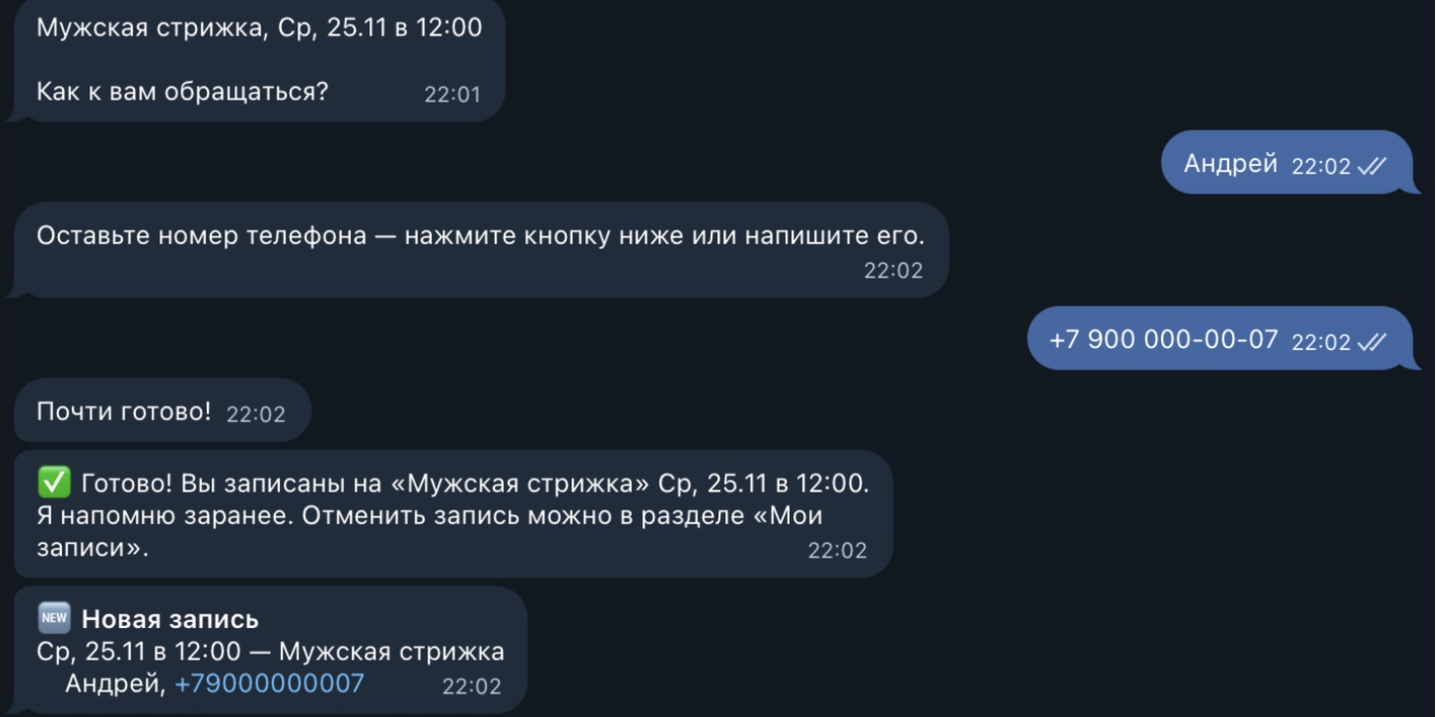 Мужская стрижка, Ср, 25.11 в 12:00
Как к вам обращаться? 22:01
Андрей 22:02
Оставьте номер телефона — нажмите кнопку ниже или напишите его.
22:02
+7 900 000-00-07 22:02
Почти готово! 22:02
✅ Готово! Вы записаны на «Мужская стрижка» Ср, 25.11 в 12:00.
Я напомню заранее. Отменить запись можно в разделе «Мои
записи». 22:02
🆕 Новая запись
Ср, 25.11 в 12:00 — Мужская стрижка
Андрей, +79000000007 22:02